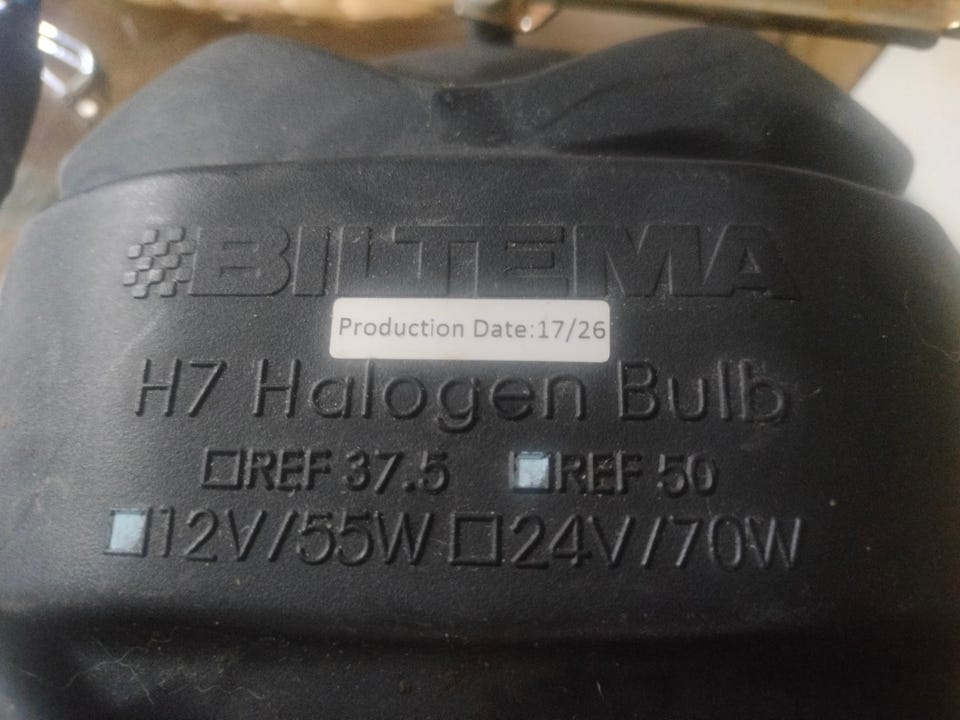 BILTEMA
Production Date:17/26
H7 Halogen Bulb
REF 37.5 REF 50
12V/55W 24V/70W